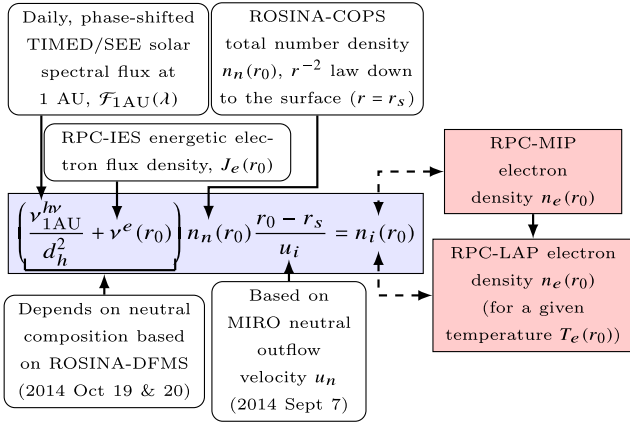 Daily, phase-shifted
TIMED/SEE solar
spectral flux at
1 AU, ℱ₁AU(λ)
ROSINA-COPS
total number density
nₙ(r₀), r⁻² law down
to the surface (r = rₛ)
RPC-IES energetic elec-
tron flux density, Jₑ(r₀)
RPC-MIP
electron
density nₑ(r₀)
(ν^{hν}_{1AU} / d_h² + νᵉ(r₀)) nₙ(r₀) (r₀ − rₛ) / uᵢ = nᵢ(r₀)
RPC-LAP electron
density nₑ(r₀)
(for a given
temperature Tₑ(r₀))
Depends on neutral
composition based
on ROSINA-DFMS
(2014 Oct 19 & 20)
Based on
MIRO neutral
outflow
velocity uₙ
(2014 Sept 7)